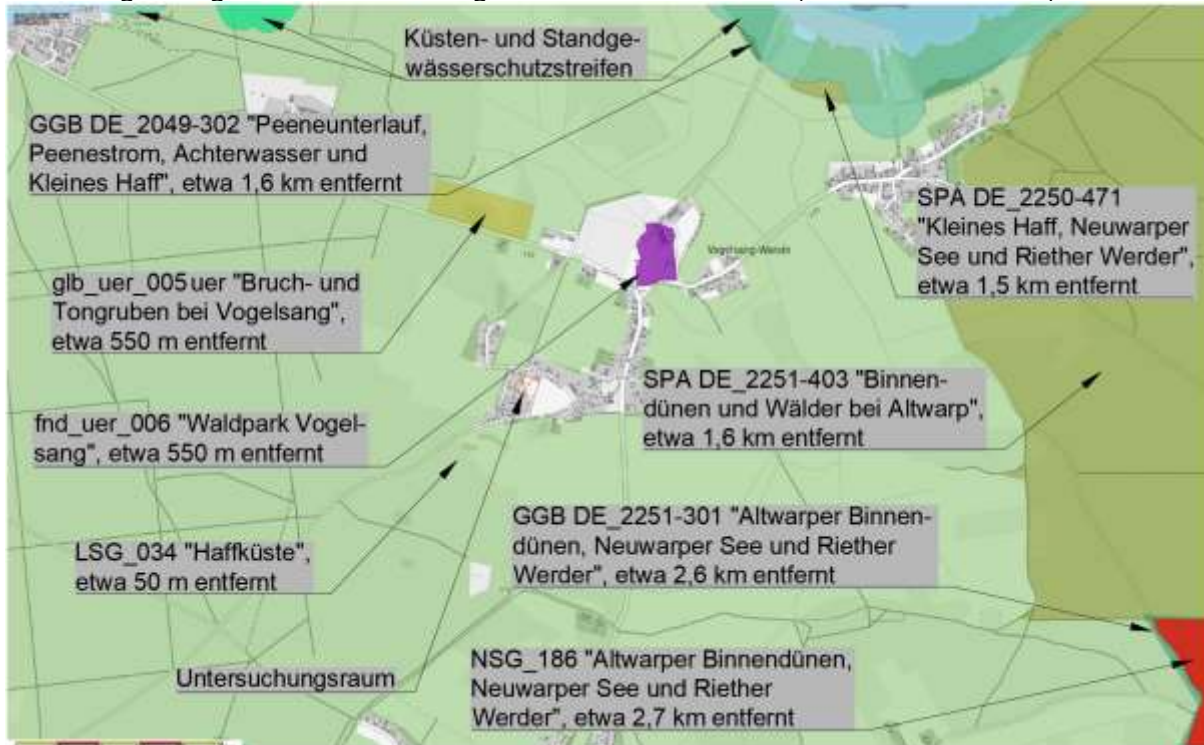 Küsten- und Standge-
wässerschutzstreifen
GGB DE_2049-302 "Peeneunterlauf,
Peenestrom, Achterwasser und
Kleines Haff", etwa 1,6 km entfernt
SPA DE_2250-471
"Kleines Haff, Neuwarper
See und Riether Werder",
etwa 1,5 km entfernt
glb_uer_005uer "Bruch- und
Tongruben bei Vogelsang",
etwa 550 m entfernt
SPA DE_2251-403 "Binnen-
dünen und Wälder bei Altwarp",
etwa 1,6 km entfernt
fnd_uer_006 "Waldpark Vogel-
sang", etwa 550 m entfernt
GGB DE_2251-301 "Altwarper Binnen-
dünen, Neuwarper See und Riether
Werder", etwa 2,6 km entfernt
LSG_034 "Haffküste",
etwa 50 m entfernt
Untersuchungsraum
NSG_186 "Altwarper Binnendünen,
Neuwarper See und Riether
Werder", etwa 2,7 km entfernt